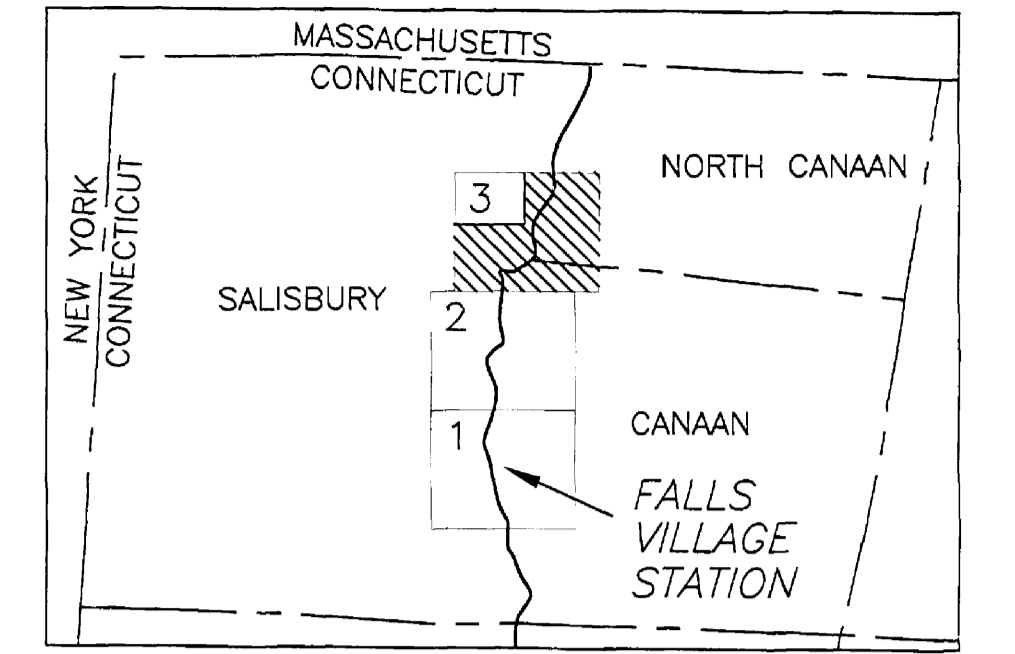 MASSACHUSETTS
CONNECTICUT
NORTH CANAAN
NEW YORK
CONNECTICUT
3
SALISBURY
2
1
CANAAN
FALLS
VILLAGE
STATION